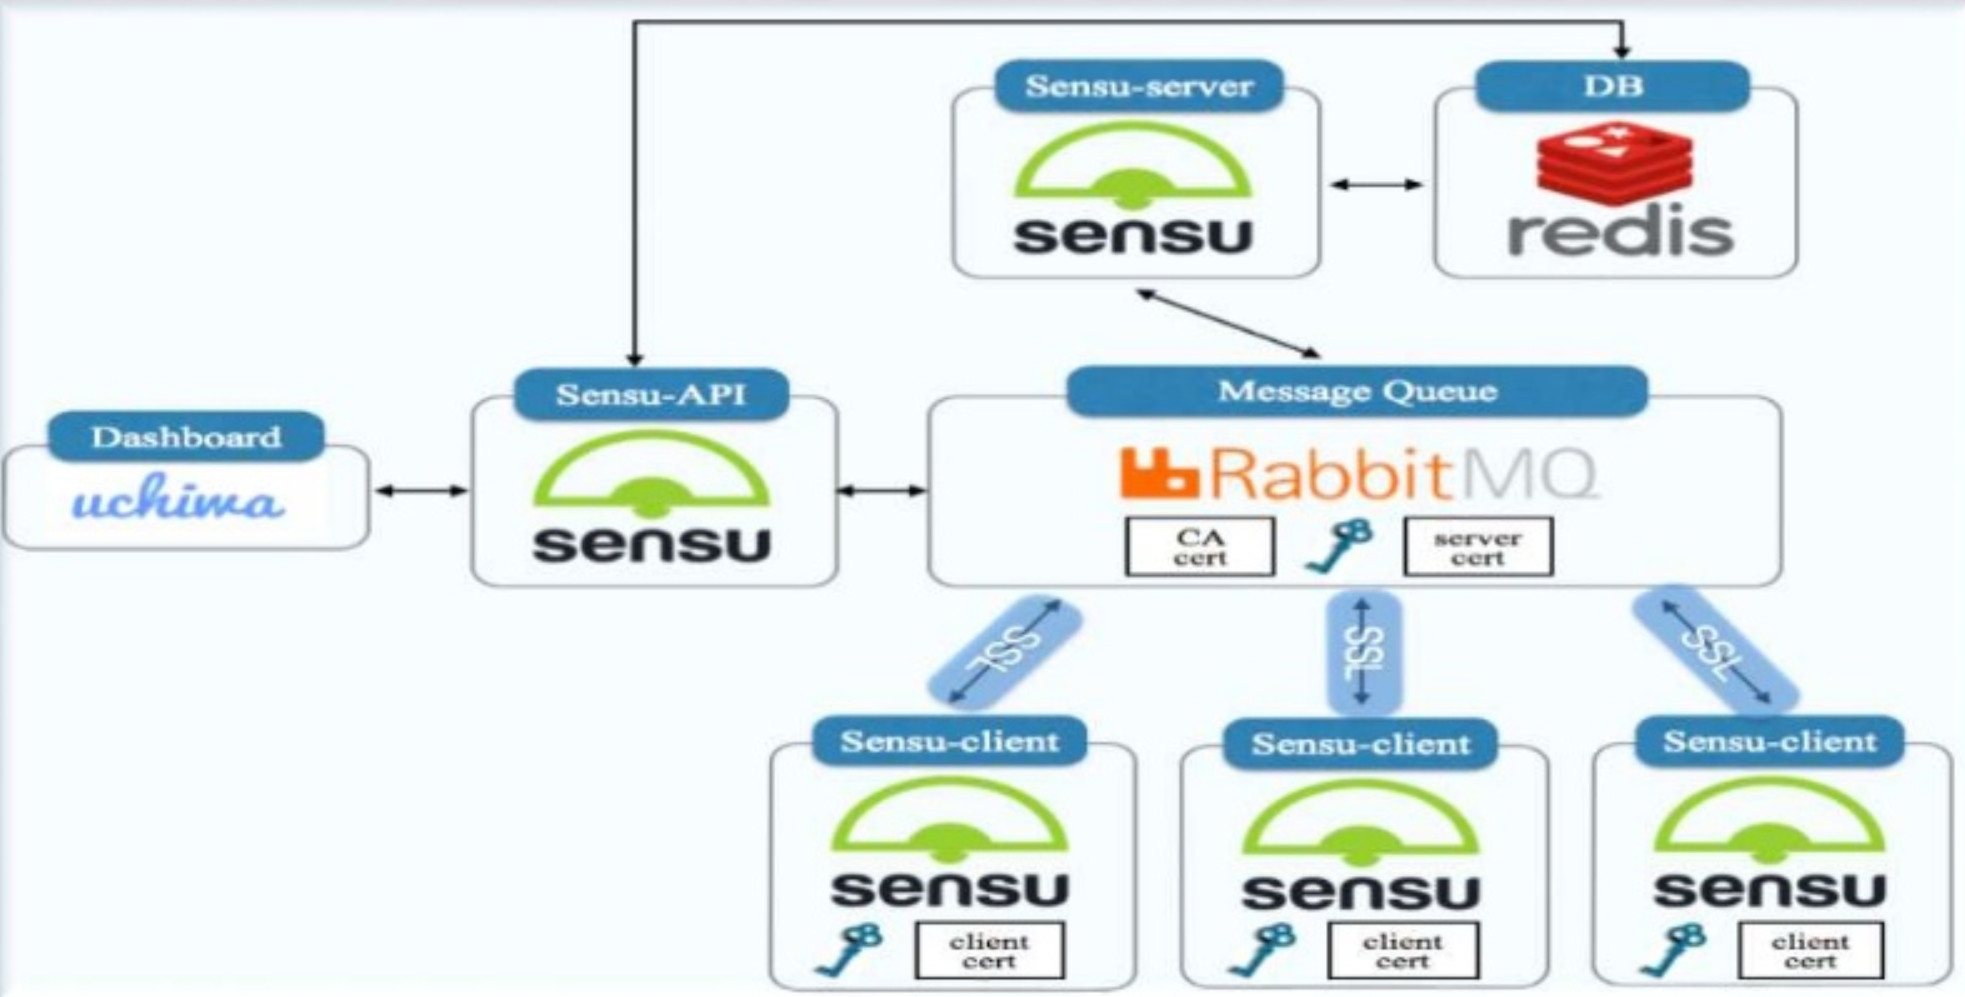 Sensu-server
sensu
DB
redis
Sensu-API
sensu
Message Queue
RabbitMQ
CA
cert
server
cert
Dashboard
uchiwa
SSL
SSL
SSL
Sensu-client
sensu
client
cert
Sensu-client
sensu
client
cert
Sensu-client
sensu
client
cert